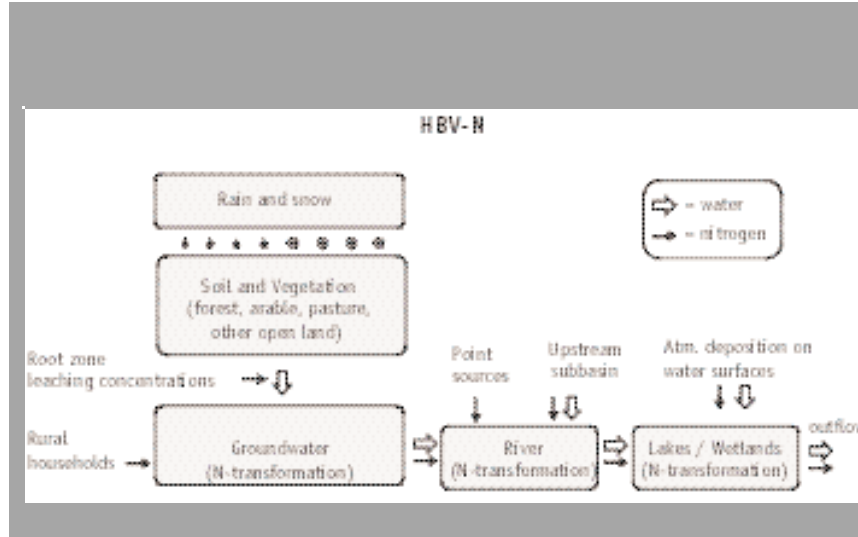 HBV-N
Rain and snow
⇨ = water
→ = nitrogen
Soil and Vegetation
(forest, arable, pasture,
other open land)
Root zone
leaching concentrations
Point
sources
Upstream
subbasin
Atm. deposition on
water surfaces
Rural
households
Groundwater
(N-transformation)
River
(N-transformation)
Lakes / Wetlands
(N-transformation)
outflow